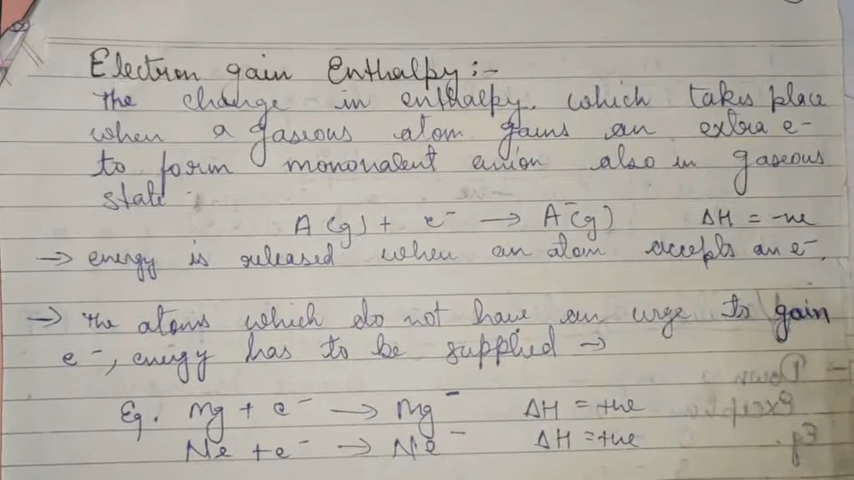 Electron gain Enthalpy :-
The change in enthalpy. which takes place
when a gaseous atom gains an extra e-
to form monovalent anion also in gaseous
state
A (g) + e⁻ → A⁻(g) ΔH = -ve
→ energy is released when an atom accepts an e⁻.
→ The atoms which do not have an urge to gain
e⁻, energy has to be supplied →
Eg. Mg + e⁻ → Mg⁻ ΔH = +ve
Ne + e⁻ → Ne⁻ ΔH = +ve